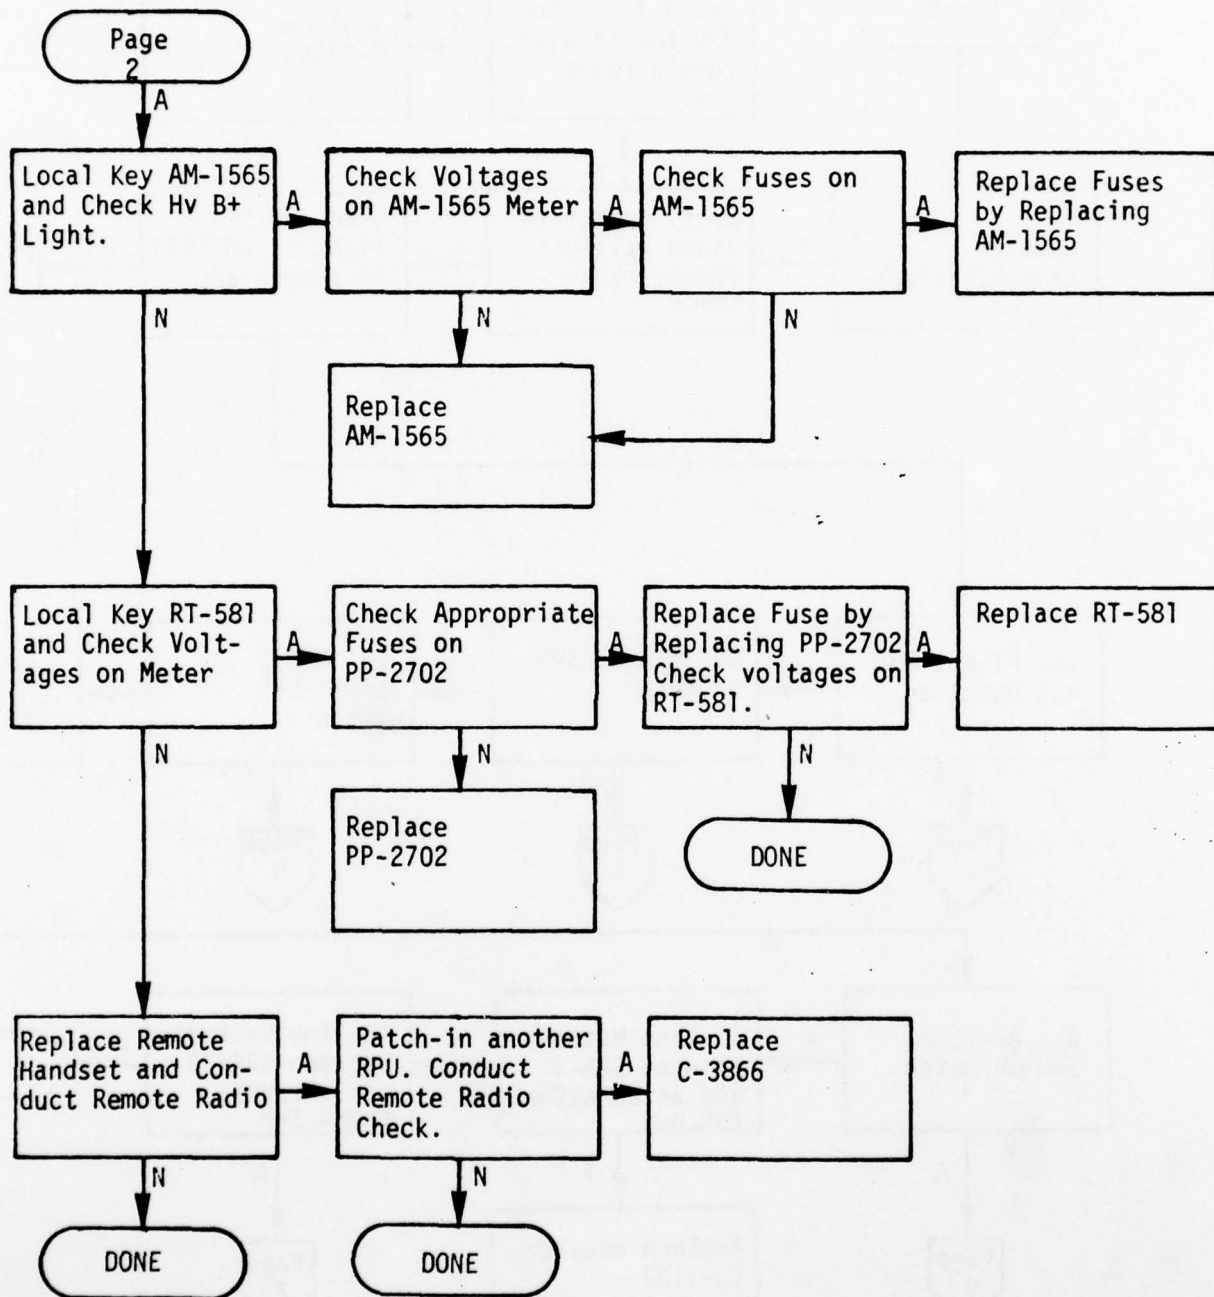 Page
2
A
Local Key AM-1565
and Check Hv B+
Light.
A
Check Voltages
on AM-1565 Meter
A
Check Fuses on
AM-1565
A
Replace Fuses
by Replacing
AM-1565
N
N
N
Replace
AM-1565
Local Key RT-581
and Check Volt-
ages on Meter
A
Check Appropriate
Fuses on
PP-2702
A
Replace Fuse by
Replacing PP-2702
Check voltages on
RT-581.
A
Replace RT-581
N
N
N
Replace
PP-2702
DONE
Replace Remote
Handset and Con-
duct Remote Radio
A
Patch-in another
RPU. Conduct
Remote Radio
Check.
A
Replace
C-3866
N
N
DONE
DONE